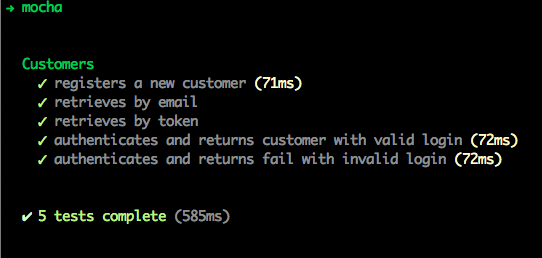 → mocha
Customers
✓ registers a new customer (71ms)
✓ retrieves by email
✓ retrieves by token
✓ authenticates and returns customer with valid login (72ms)
✓ authenticates and returns fail with invalid login (72ms)
✔ 5 tests complete (585ms)